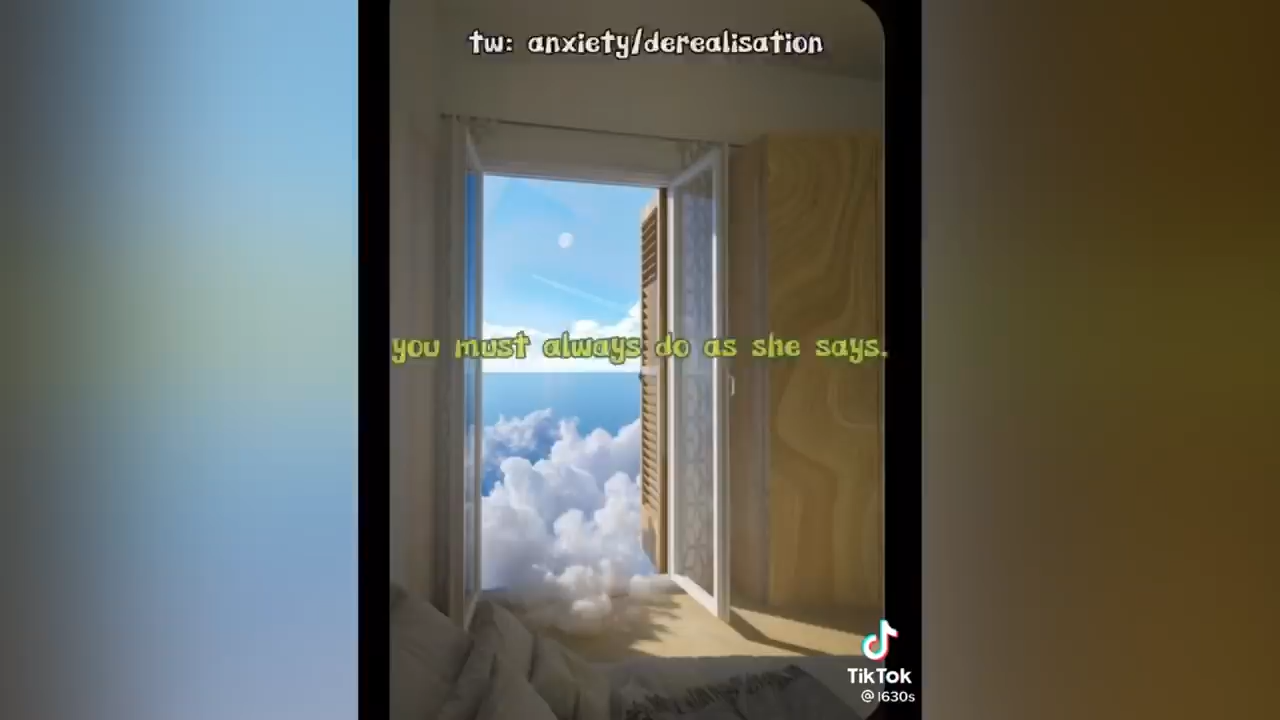 tw: anxiety/derealisation
you must always do as she says.
TikTok
@l630s